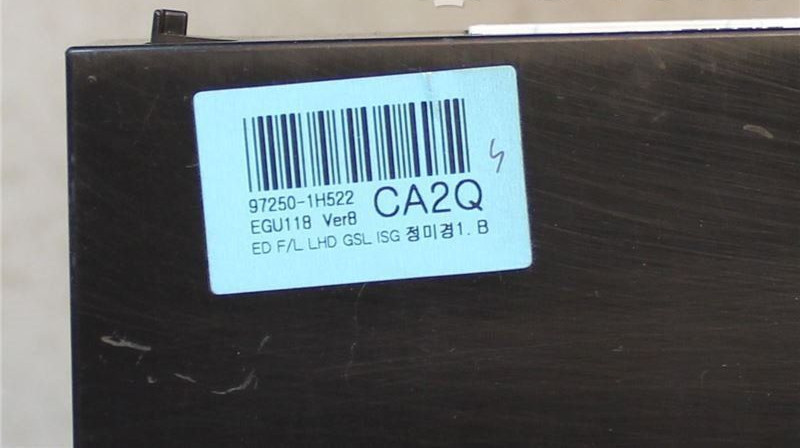 97250-1H522 CA2Q
EGU118 Ver8
ED F/L LHD GSL ISG 정미경1. B